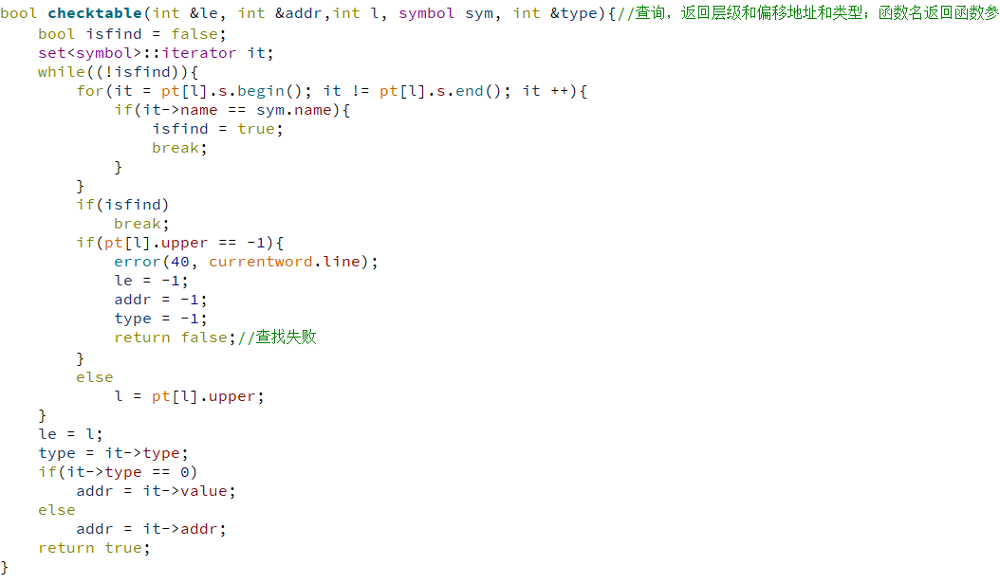 bool checktable(int &le, int &addr,int l, symbol sym, int &type){//查询，返回层级和偏移地址和类型；函数名返回函数参
    bool isfind = false;
    set<symbol>::iterator it;
    while((!isfind)){
        for(it = pt[l].s.begin(); it != pt[l].s.end(); it ++){
            if(it->name == sym.name){
                isfind = true;
                break;
            }
        }
        if(isfind)
            break;
        if(pt[l].upper == -1){
            error(40, currentword.line);
            le = -1;
            addr = -1;
            type = -1;
            return false;//查找失败
        }
        else
            l = pt[l].upper;
    }
    le = l;
    type = it->type;
    if(it->type == 0)
        addr = it->value;
    else
        addr = it->addr;
    return true;
}